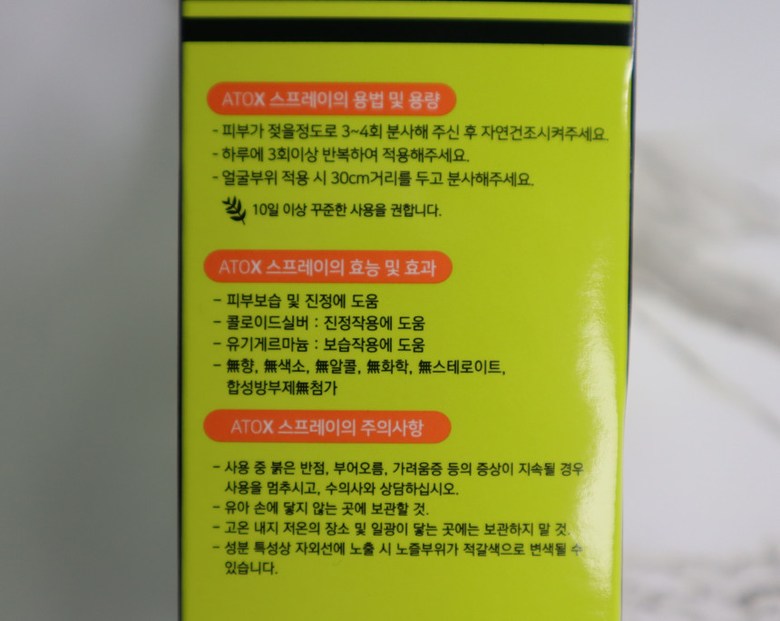 ATOX 스프레이의 용법 및 용량
- 피부가 젖을정도로 3~4회 분사해 주신 후 자연건조시켜주세요.
- 하루에 3회이상 반복하여 적용해주세요.
- 얼굴부위 적용 시 30cm거리를 두고 분사해주세요.
10일 이상 꾸준한 사용을 권합니다.
ATOX 스프레이의 효능 및 효과
- 피부보습 및 진정에 도움
- 콜로이드실버 : 진정작용에 도움
- 유기게르마늄 : 보습작용에 도움
- 無향, 無색소, 無알콜, 無화학, 無스테로이트,
합성방부제無첨가
ATOX 스프레이의 주의사항
- 사용 중 붉은 반점, 부어오름, 가려움증 등의 증상이 지속될 경우
사용을 멈추시고, 수의사와 상담하십시오.
- 유아 손에 닿지 않는 곳에 보관할 것.
- 고온 내지 저온의 장소 및 일광이 닿는 곳에는 보관하지 말 것.
- 성분 특성상 자외선에 노출 시 노즐부위가 적갈색으로 변색될 수
있습니다.